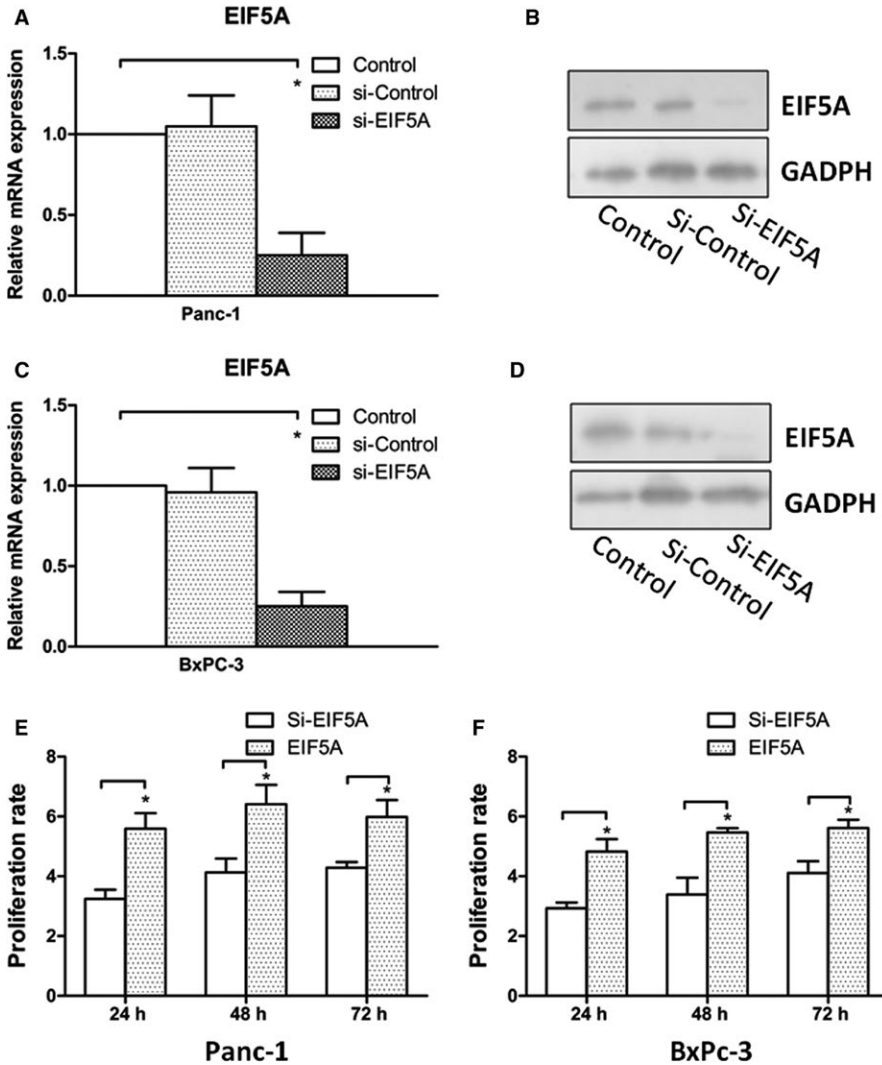 A
EIF5A
Relative mRNA expression
1.5
1.0
0.5
0.0
Control
si-Control
si-EIF5A
*
Panc-1
B
EIF5A
GADPH
Control
Si-Control
Si-EIF5A
C
EIF5A
Relative mRNA expression
1.5
1.0
0.5
0.0
Control
si-Control
si-EIF5A
*
BxPC-3
D
EIF5A
GADPH
Control
Si-Control
Si-EIF5A
E
Si-EIF5A
EIF5A
Proliferation rate
8
6
4
2
0
* * *
24 h 48 h 72 h
Panc-1
F
Si-EIF5A
EIF5A
Proliferation rate
8
6
4
2
0
* * *
24 h 48 h 72 h
BxPc-3